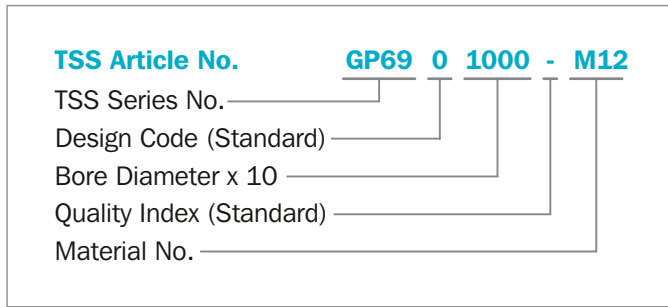 TSS Article No. GP69 0 1000 - M12
TSS Series No.
Design Code (Standard)
Bore Diameter x 10
Quality Index (Standard)
Material No.